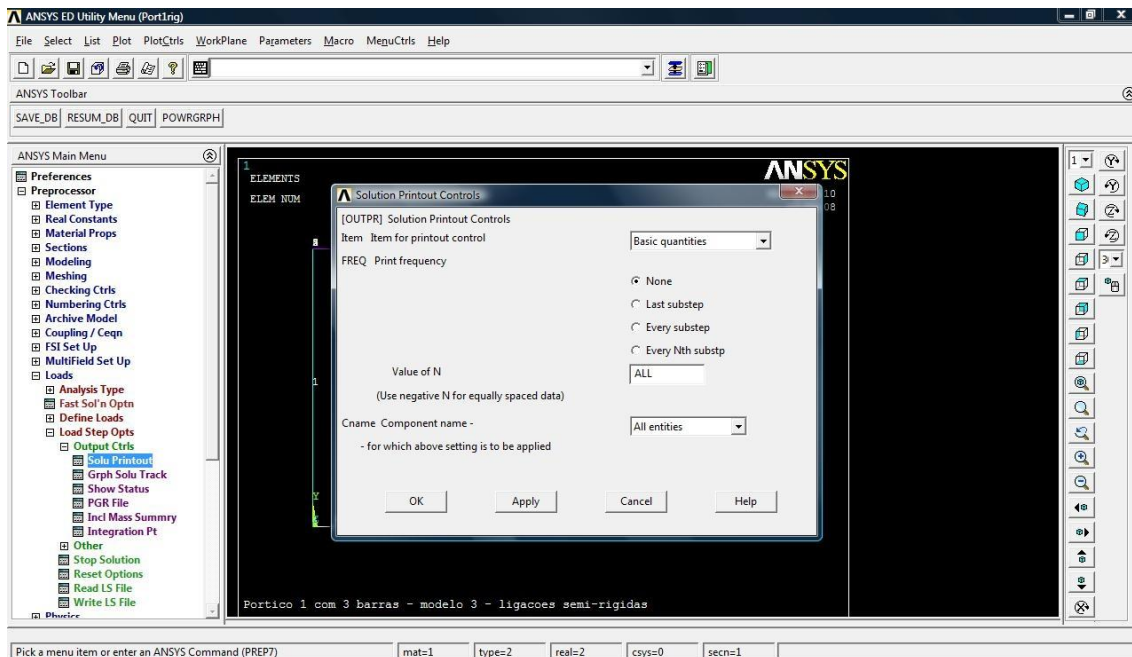 ANSYS ED Utility Menu (Port1rig)
File Select List Plot PlotCtrls WorkPlane Parameters Macro MenuCtrls Help
ANSYS Toolbar
SAVE_DB RESUM_DB QUIT POWRGRPH
ANSYS Main Menu
Preferences
Preprocessor
Element Type
Real Constants
Material Props
Sections
Modeling
Meshing
Checking Ctrls
Numbering Ctrls
Archive Model
Coupling / Ceqn
FSI Set Up
MultiField Set Up
Loads
Analysis Type
Fast Sol'n Optn
Define Loads
Load Step Opts
Output Ctrls
Solu Printout
Grph Solu Track
Show Status
PGR File
Incl Mass Summry
Integration Pt
Other
Stop Solution
Reset Options
Read LS File
Write LS File
Physics
1
ELEMENTS
ELEM NUM
ANSYS
10
08
1
Y
Solution Printout Controls
[OUTPR] Solution Printout Controls
Item Item for printout control Basic quantities
FREQ Print frequency
None
Last substep
Every substep
Every Nth substp
Value of N ALL
(Use negative N for equally spaced data)
Cname Component name - All entities
- for which above setting is to be applied
OK Apply Cancel Help
Portico 1 com 3 barras - modelo 3 - ligacoes semi-rigidas
1
Y
Y
Z
Z
3
Pick a menu item or enter an ANSYS Command (PREP7) mat=1 type=2 real=2 csys=0 secn=1